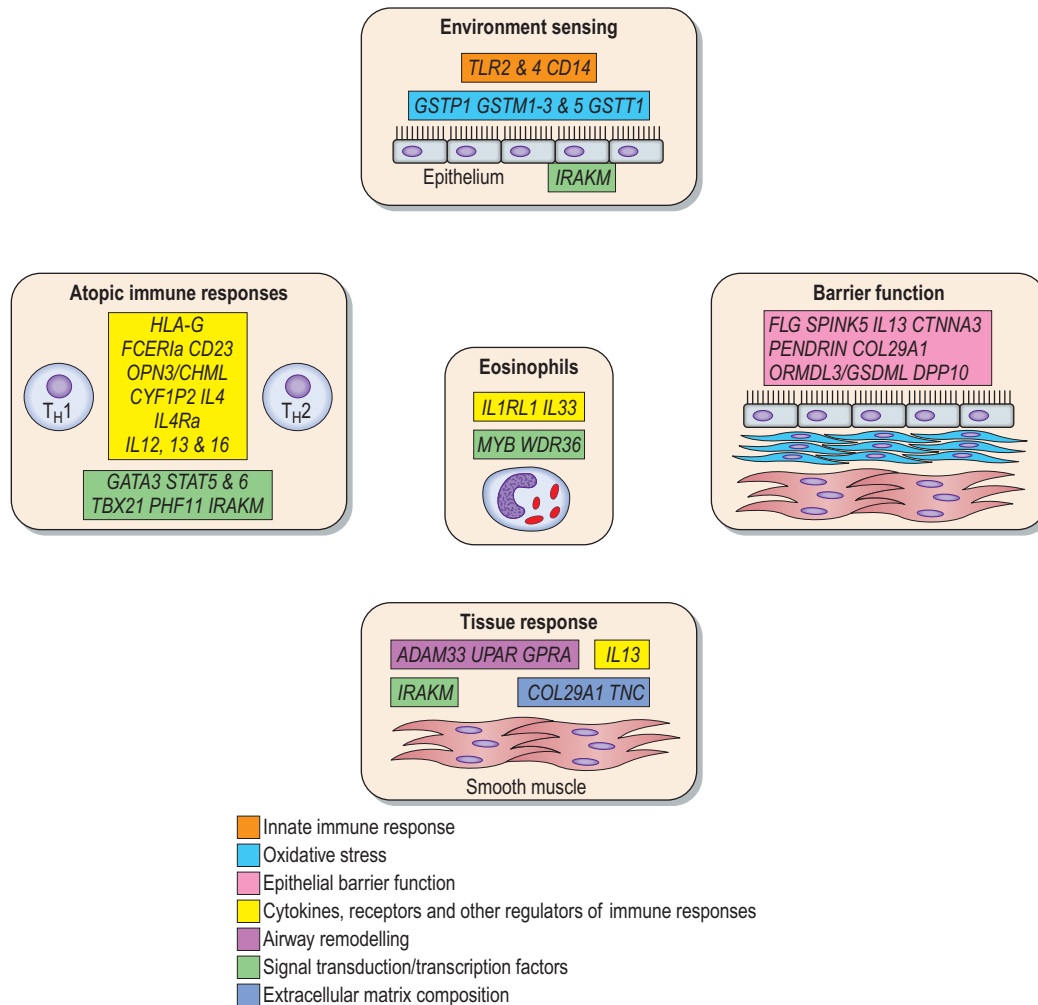 Environment sensing
TLR2 & 4 CD14
GSTP1 GSTM1-3 & 5 GSTT1
Epithelium
IRAKM
Atopic immune responses
HLA-G
FCERIa CD23
OPN3/CHML
CYF1P2 IL4
IL4Ra
IL12, 13 & 16
TH1
TH2
GATA3 STAT5 & 6
TBX21 PHF11 IRAKM
Eosinophils
IL1RL1 IL33
MYB WDR36
Barrier function
FLG SPINK5 IL13 CTNNA3
PENDRIN COL29A1
ORMDL3/GSDML DPP10
Tissue response
ADAM33 UPAR GPRA
IL13
IRAKM
COL29A1 TNC
Smooth muscle
Innate immune response
Oxidative stress
Epithelial barrier function
Cytokines, receptors and other regulators of immune responses
Airway remodelling
Signal transduction/transcription factors
Extracellular matrix composition